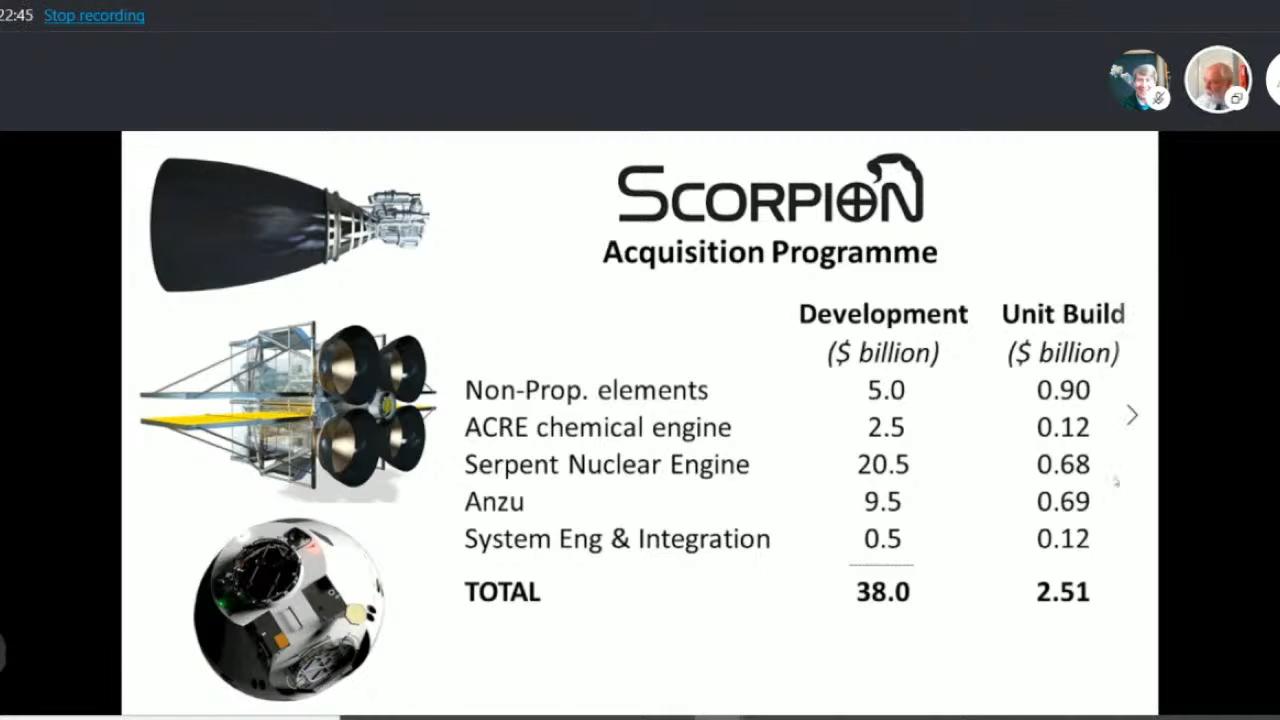 22:45 Stop recording
SCORPION
Acquisition Programme
Development Unit Build
($ billion) ($ billion)
Non-Prop. elements 5.0 0.90
ACRE chemical engine 2.5 0.12
Serpent Nuclear Engine 20.5 0.68
Anzu 9.5 0.69
System Eng & Integration 0.5 0.12
TOTAL 38.0 2.51